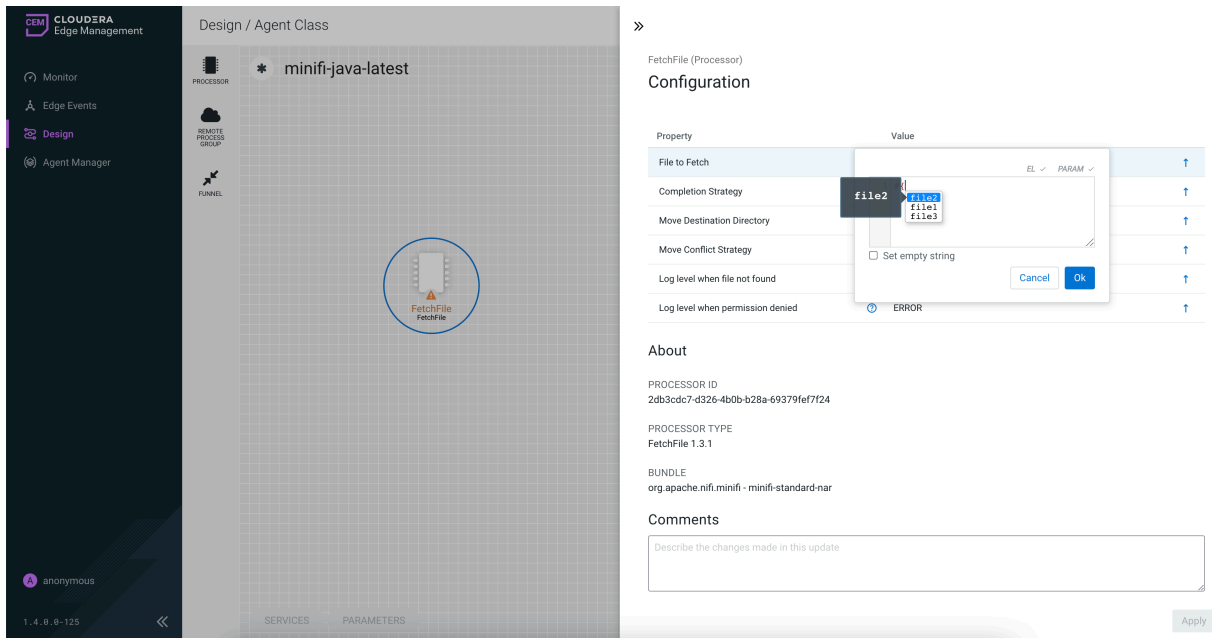 CEM CLOUDERA
Edge Management
Monitor
Edge Events
Design
Agent Manager
A anonymous
1.4.0.0-125
Design / Agent Class
PROCESSOR
REMOTE
PROCESS
GROUP
FUNNEL
minifi-java-latest
FetchFile
FetchFile
SERVICES PARAMETERS
FetchFile (Processor)
Configuration
Property Value
File to Fetch
Completion Strategy
Move Destination Directory
Move Conflict Strategy
Log level when file not found
Log level when permission denied ERROR
EL PARAM
file2
file2
file1
file3
Set empty string
Cancel Ok
About
PROCESSOR ID
2db3cdc7-d326-4b0b-b28a-69379fef7f24
PROCESSOR TYPE
FetchFile 1.3.1
BUNDLE
org.apache.nifi.minifi - minifi-standard-nar
Comments
Describe the changes made in this update
Apply